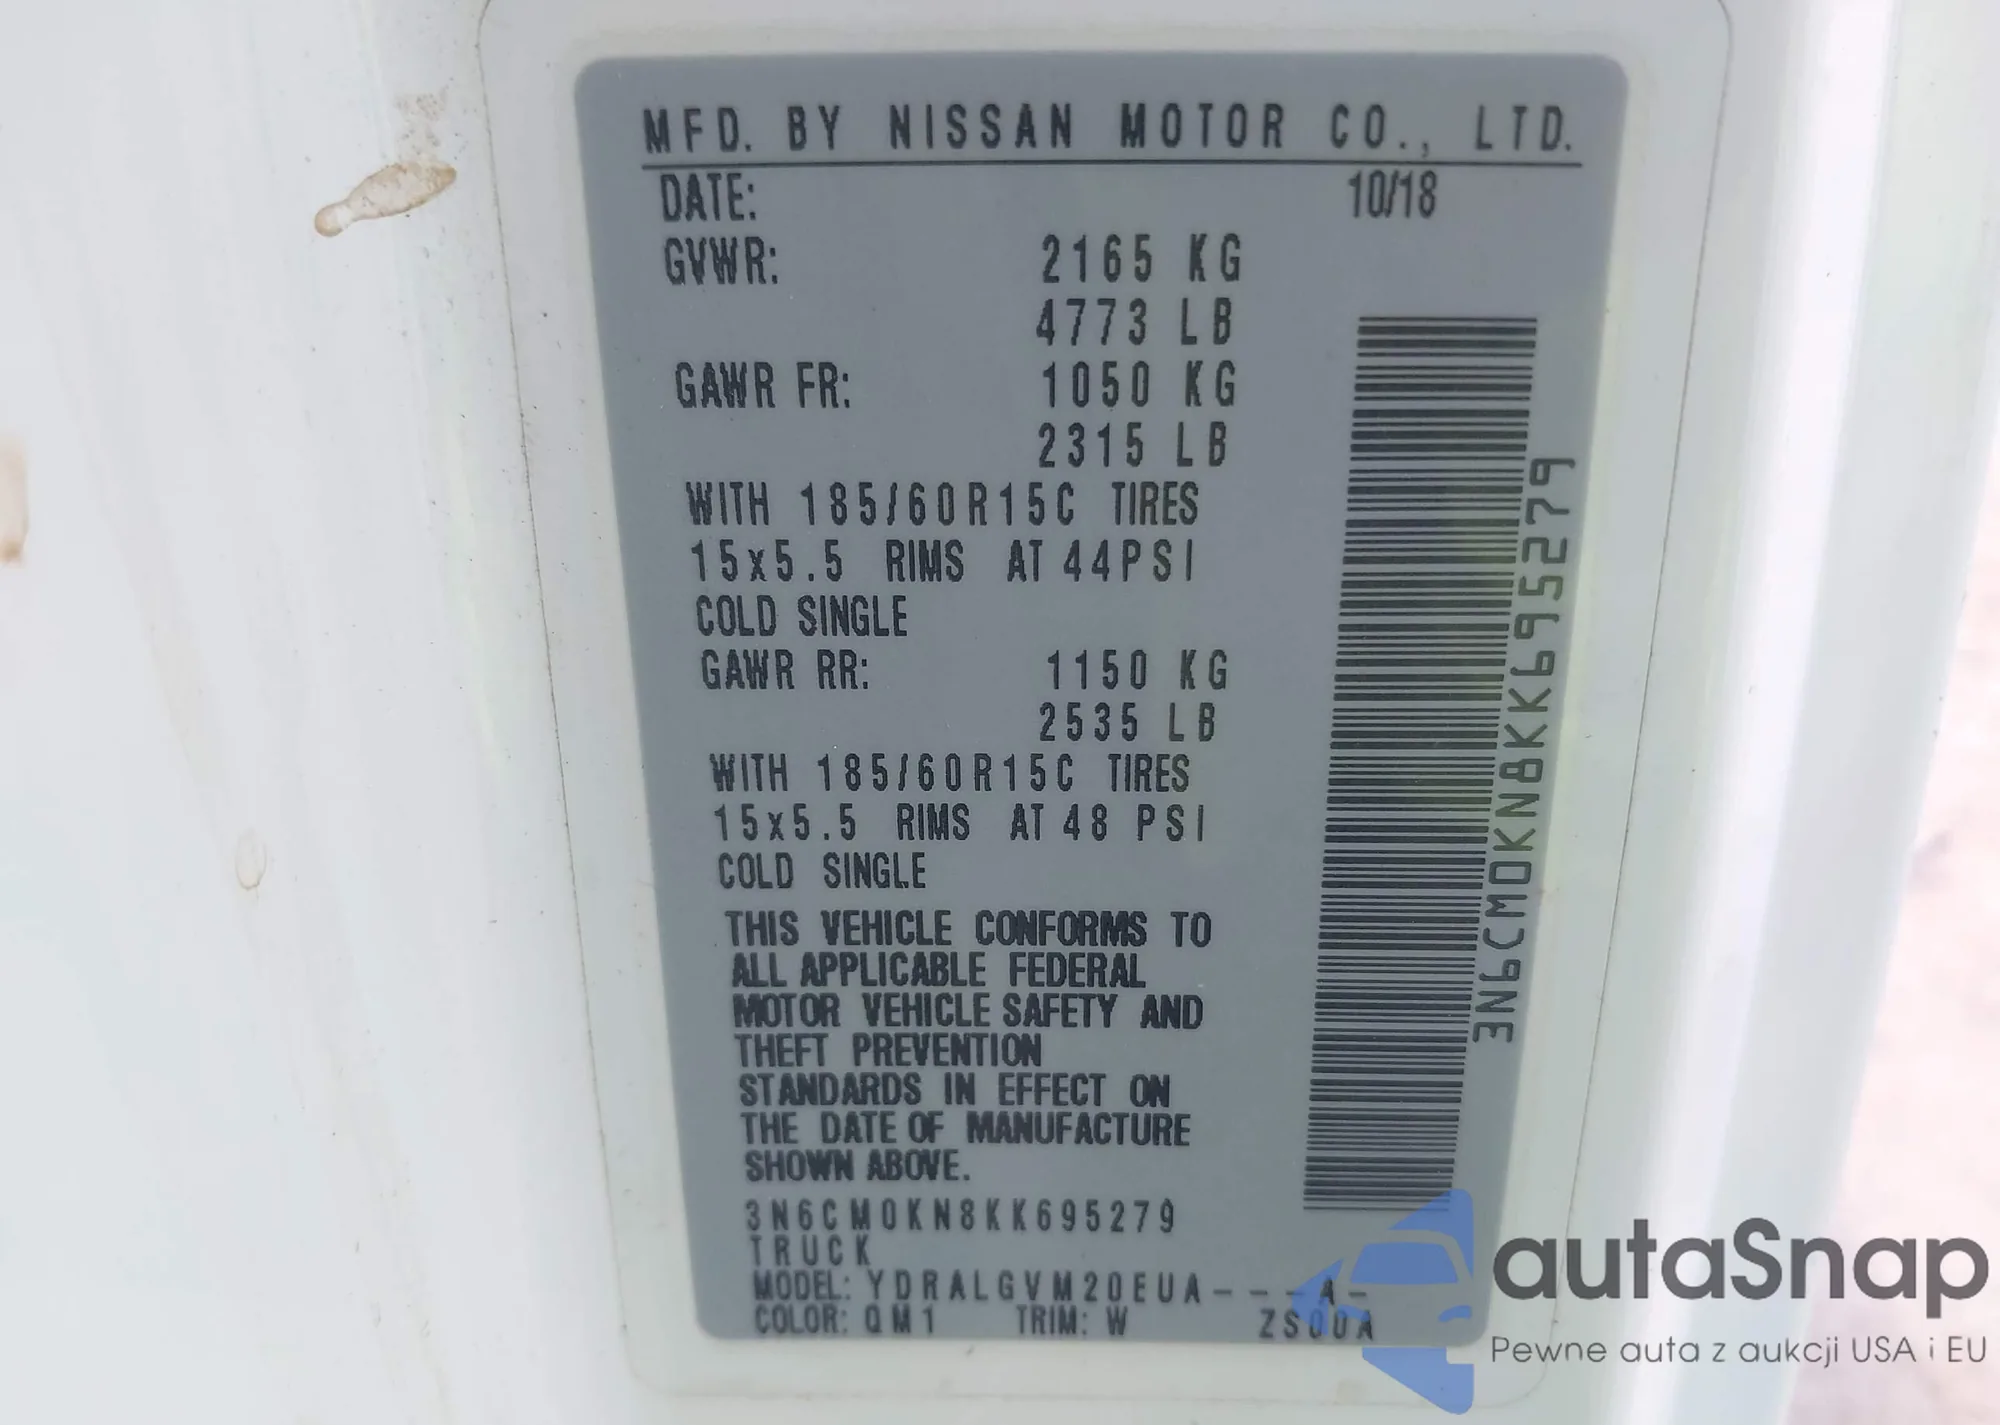 MFD. BY NISSAN MOTOR CO., LTD.
DATE: 10/18
GVWR: 2165 KG
4773 LB
GAWR FR: 1050 KG
2315 LB
WITH 185/60R15C TIRES
15x5.5 RIMS AT 44PSI
COLD SINGLE
GAWR RR: 1150 KG
2535 LB
WITH 185/60R15C TIRES
15x5.5 RIMS AT 48 PSI
COLD SINGLE
THIS VEHICLE CONFORMS TO
ALL APPLICABLE FEDERAL
MOTOR VEHICLE SAFETY AND
THEFT PREVENTION
STANDARDS IN EFFECT ON
THE DATE OF MANUFACTURE
SHOWN ABOVE.
3N6CM0KN8KK695279
TRUCK
MODEL: YDRALGVM20EUA---A-
COLOR: QM1 TRIM: W ZS00A
3N6CM0KN8KK695279
autaSnap
Pewne auta z aukcji USA i EU